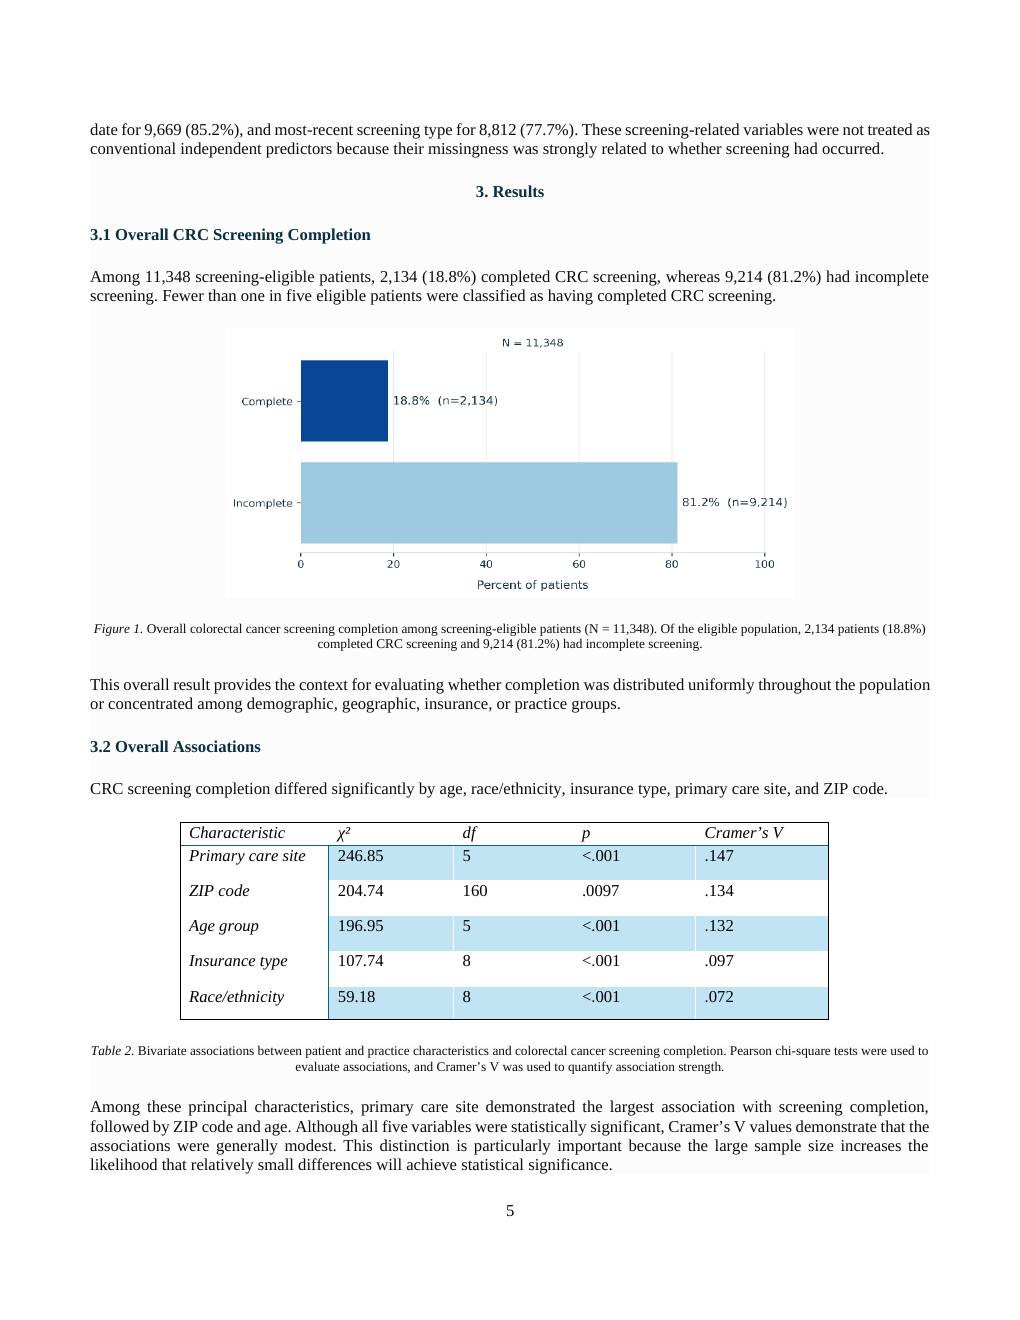 date for 9,669 (85.2%), and most-recent screening type for 8,812 (77.7%). These screening-related variables were not treated as
conventional independent predictors because their missingness was strongly related to whether screening had occurred.
3. Results
3.1 Overall CRC Screening Completion
Among 11,348 screening-eligible patients, 2,134 (18.8%) completed CRC screening, whereas 9,214 (81.2%) had incomplete
screening. Fewer than one in five eligible patients were classified as having completed CRC screening.
N = 11,348
Complete
18.8% (n=2,134)
Incomplete
81.2% (n=9,214)
0 20 40 60 80 100
Percent of patients
Figure 1. Overall colorectal cancer screening completion among screening-eligible patients (N = 11,348). Of the eligible population, 2,134 patients (18.8%)
completed CRC screening and 9,214 (81.2%) had incomplete screening.
This overall result provides the context for evaluating whether completion was distributed uniformly throughout the population
or concentrated among demographic, geographic, insurance, or practice groups.
3.2 Overall Associations
CRC screening completion differed significantly by age, race/ethnicity, insurance type, primary care site, and ZIP code.
Characteristic χ² df p Cramer’s V
Primary care site 246.85 5 <.001 .147
ZIP code 204.74 160 .0097 .134
Age group 196.95 5 <.001 .132
Insurance type 107.74 8 <.001 .097
Race/ethnicity 59.18 8 <.001 .072
Table 2. Bivariate associations between patient and practice characteristics and colorectal cancer screening completion. Pearson chi-square tests were used to
evaluate associations, and Cramer’s V was used to quantify association strength.
Among these principal characteristics, primary care site demonstrated the largest association with screening completion,
followed by ZIP code and age. Although all five variables were statistically significant, Cramer’s V values demonstrate that the
associations were generally modest. This distinction is particularly important because the large sample size increases the
likelihood that relatively small differences will achieve statistical significance.
5